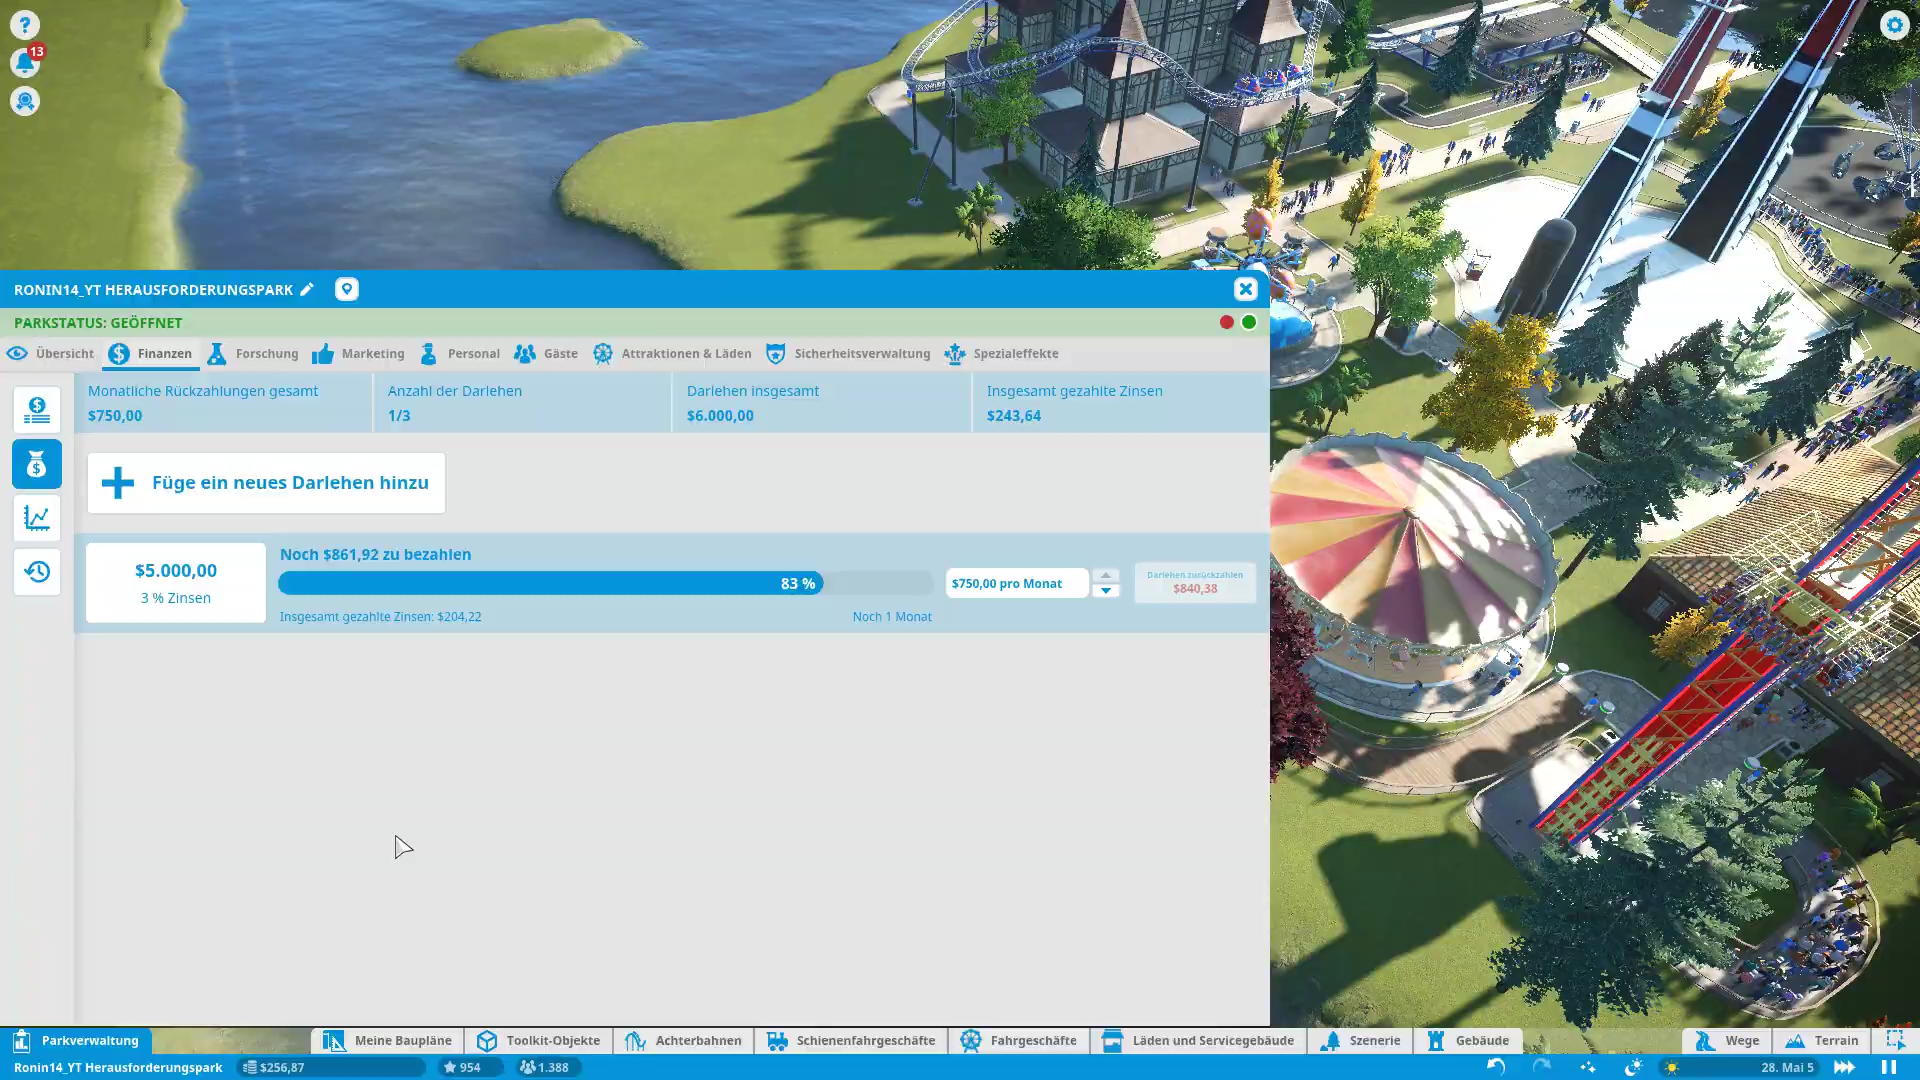 ?
13
RONIN14_YT HERAUSFORDERUNGSPARK
PARKSTATUS: GEÖFFNET
Übersicht
Finanzen
Forschung
Marketing
Personal
Gäste
Attraktionen & Läden
Sicherheitsverwaltung
Spezialeffekte
Monatliche Rückzahlungen gesamt
$750,00
Anzahl der Darlehen
1/3
Darlehen insgesamt
$6.000,00
Insgesamt gezahlte Zinsen
$243,64
Füge ein neues Darlehen hinzu
$5.000,00
3 % Zinsen
Noch $861,92 zu bezahlen
83 %
Insgesamt gezahlte Zinsen: $204,22
Noch 1 Monat
$750,00 pro Monat
Darlehen zurückzahlen
$840,38
Parkverwaltung
Meine Baupläne
Toolkit-Objekte
Achterbahnen
Schienenfahrgeschäfte
Fahrgeschäfte
Läden und Servicegebäude
Szenerie
Gebäude
Wege
Terrain
Ronin14_YT Herausforderungspark
$256,87
954
1.388
28. Mai 5